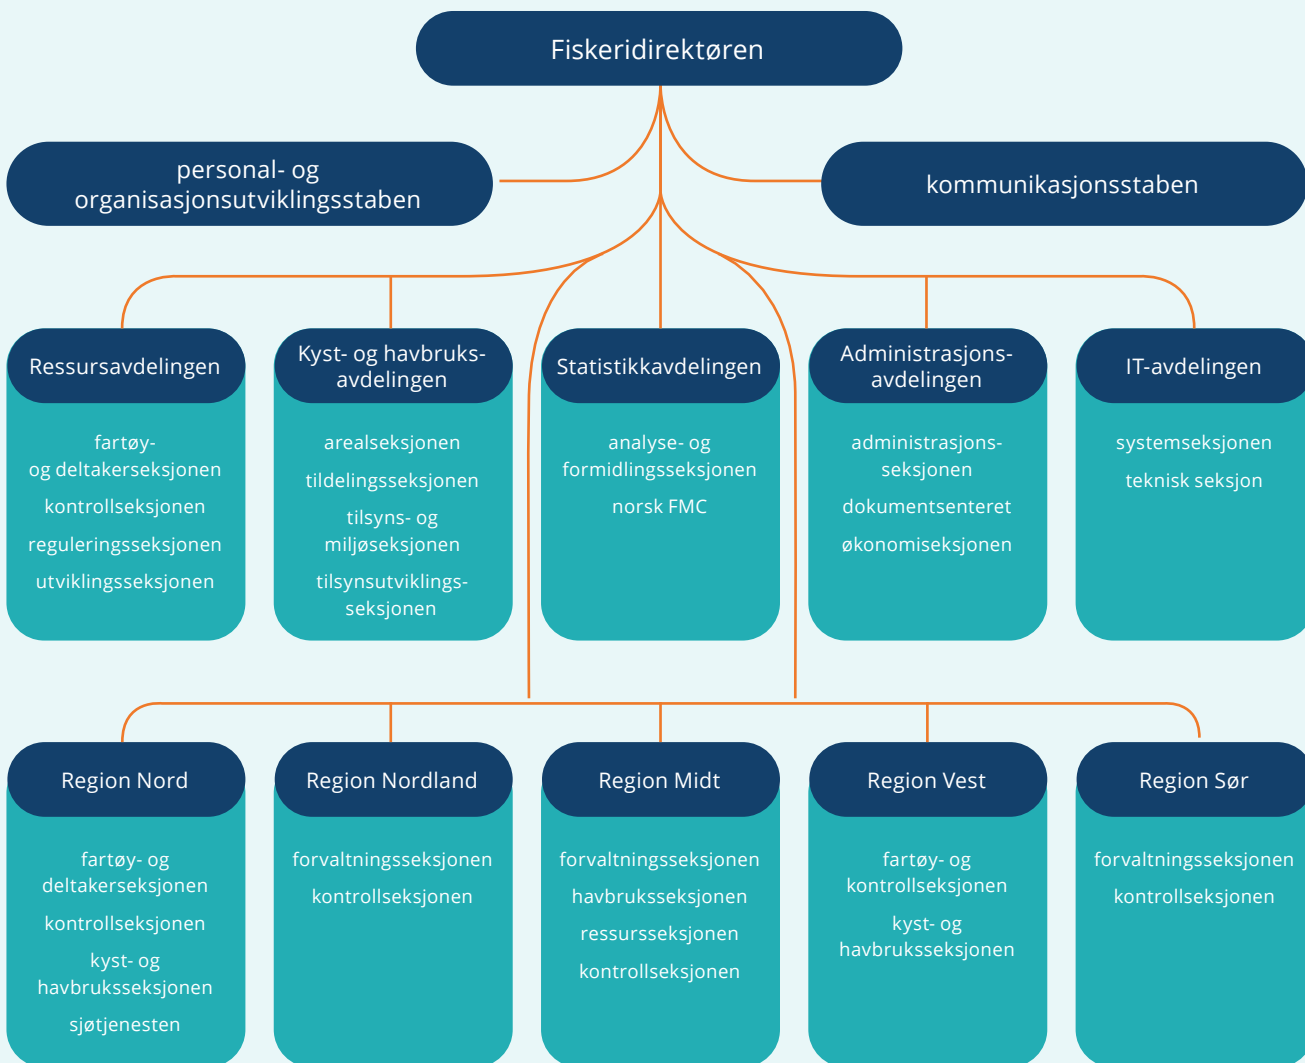 Fiskeridirektøren
personal- og
organisasjonsutviklingsstaben
kommunikasjonsstaben
Ressursavdelingen
fartøy-
og deltakerseksjonen
kontrollseksjonen
reguleringsseksjonen
utviklingsseksjonen
Kyst- og havbruks-
avdelingen
arealseksjonen
tildelingsseksjonen
tilsyns- og
miljøseksjonen
tilsynsutviklings-
seksjonen
Statistikkavdelingen
analyse- og
formidlingsseksjonen
norsk FMC
Administrasjons-
avdelingen
administrasjons-
seksjonen
dokumentsenteret
økonomiseksjonen
IT-avdelingen
systemseksjonen
teknisk seksjon
Region Nord
fartøy- og
deltakerseksjonen
kontrollseksjonen
kyst- og
havbruksseksjonen
sjøtjenesten
Region Nordland
forvaltningsseksjonen
kontrollseksjonen
Region Midt
forvaltningsseksjonen
havbruksseksjonen
ressursseksjonen
kontrollseksjonen
Region Vest
fartøy- og
kontrollseksjonen
kyst- og
havbruksseksjonen
Region Sør
forvaltningsseksjonen
kontrollseksjonen